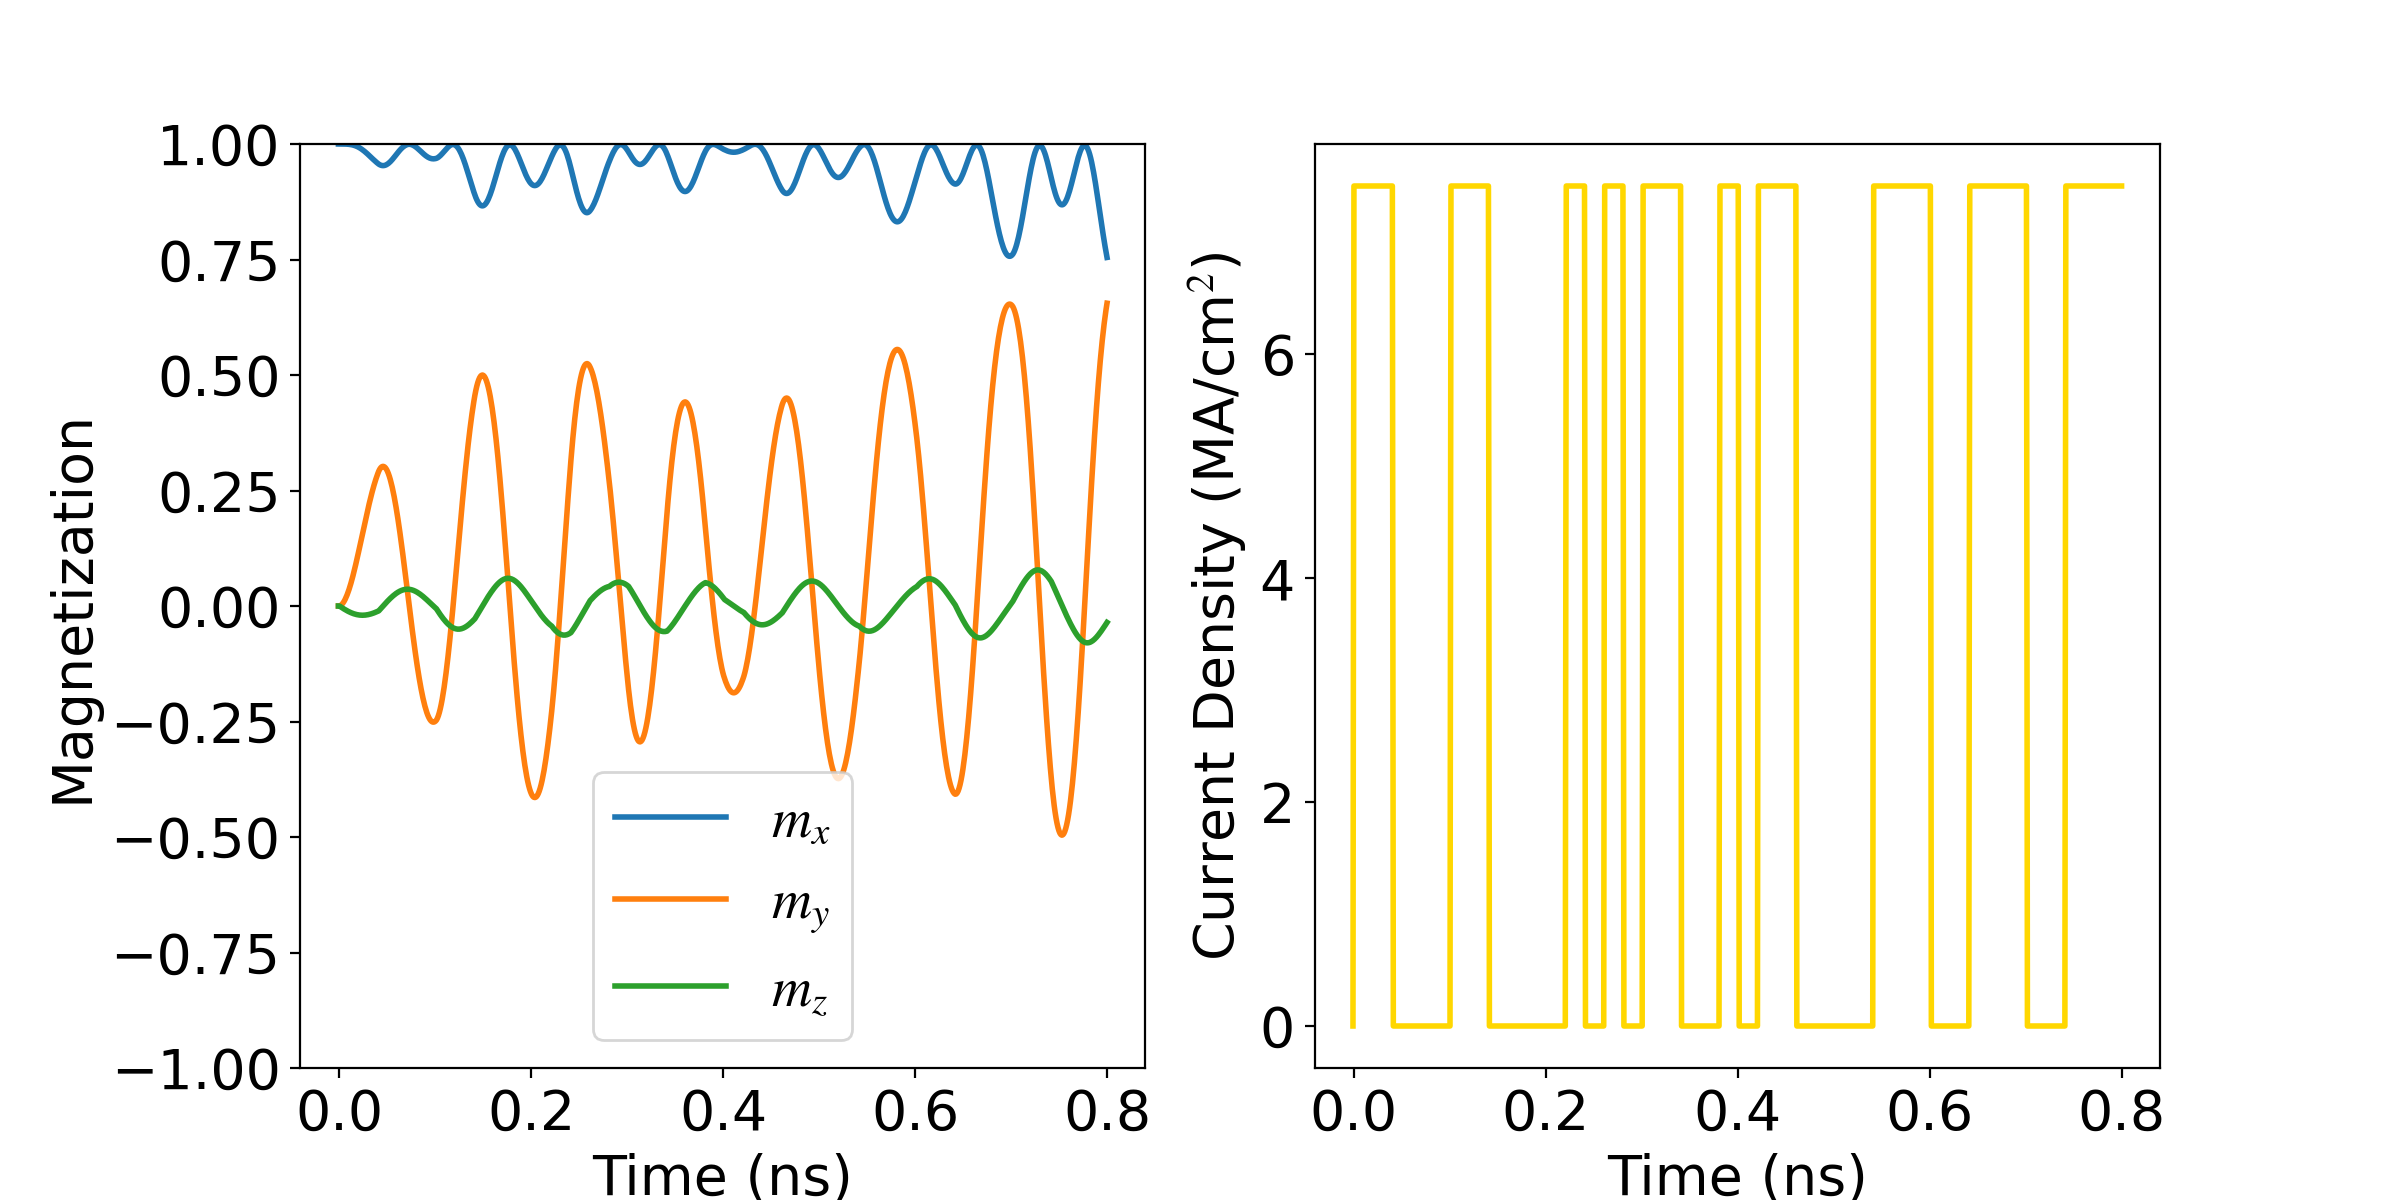 Magnetization
1.00
0.75
0.50
0.25
0.00
−0.25
−0.50
−0.75
−1.00
0.0 0.2 0.4 0.6 0.8
Time (ns)
m_x
m_y
m_z
Current Density (MA/cm²)
6
4
2
0
0.0 0.2 0.4 0.6 0.8
Time (ns)